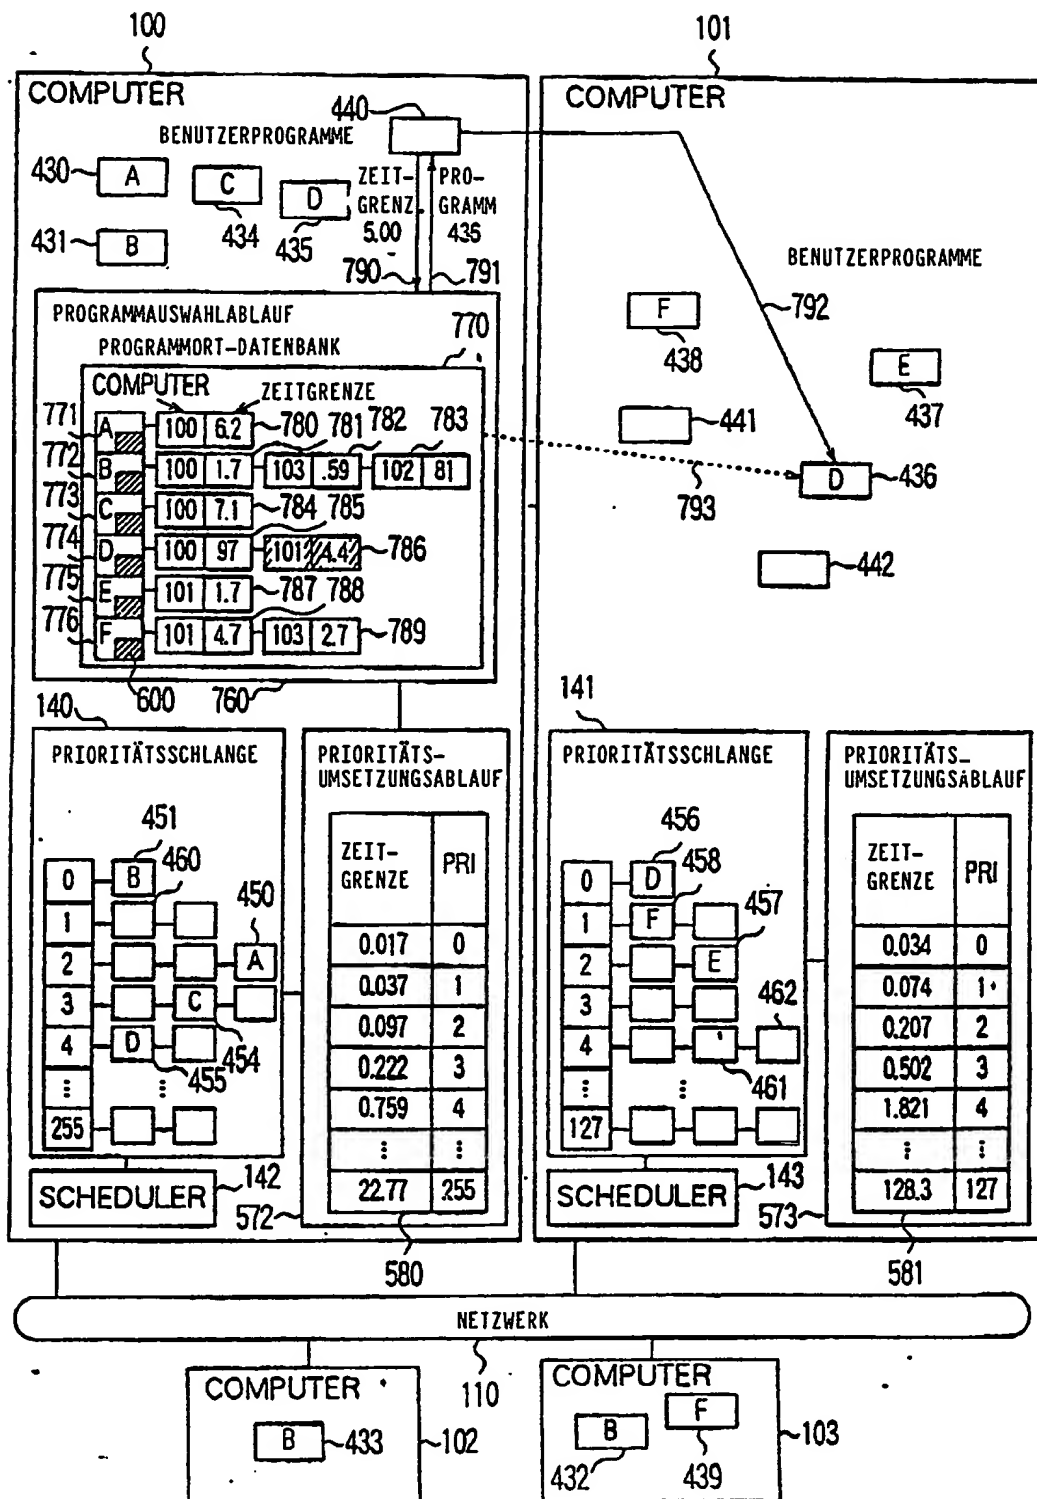 100
101
COMPUTER
COMPUTER
440
BENUTZERPROGRAMME
430
A
C
D
ZEIT-
GRENZ.
5.00
PRO-
GRAMM
436
434
435
431
B
790
791
BENUTZERPROGRAMME
792
F
438
E
437
441
D
436
793
442
PROGRAMMAUSWAHLABLAUF
770
PROGRAMMORT-DATENBANK
COMPUTER
ZEITGRENZE
771
A
100
6.2
780
781
782
783
772
B
100
1.7
103
.59
102
81
773
C
100
7.1
784
785
774
D
100
97
101
4.4
786
775
E
101
1.7
787
788
776
F
101
4.7
103
2.7
789
600
760
140
PRIORITÄTSSCHLANGE
451
460
450
0
B
1
2
A
3
C
4
D
454
455
⋮
⋮
255
SCHEDULER
142
PRIORITÄTS-
UMSETZUNGSABLAUF
ZEIT-
GRENZE
PRI
0.017
0
0.037
1
0.097
2
0.222
3
0.759
4
⋮
⋮
22.77
255
572
580
141
PRIORITÄTSSCHLANGE
456
458
457
0
D
1
F
2
E
3
462
4
461
⋮
⋮
127
SCHEDULER
143
PRIORITÄTS-
UMSETZUNGSABLAUF
ZEIT-
GRENZE
PRI
0.034
0
0.074
1
0.207
2
0.502
3
1.821
4
⋮
⋮
128.3
127
573
581
NETZWERK
110
COMPUTER
B
433
102
COMPUTER
B
432
F
439
103